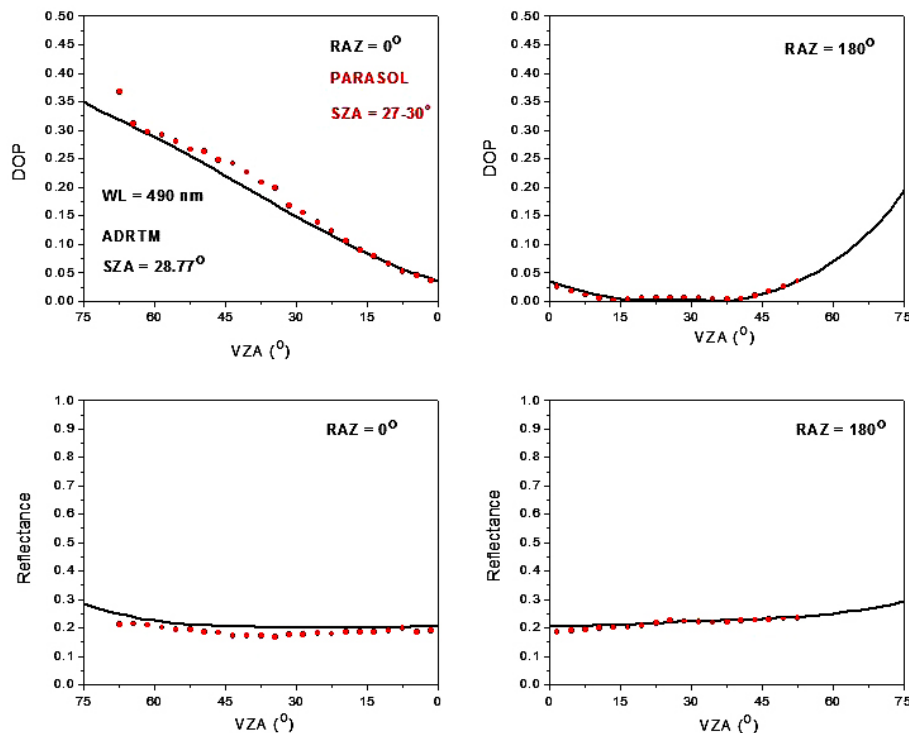 0.50
0.45
0.40
0.35
0.30
0.25
0.20
0.15
0.10
0.05
0.00
DOP
RAZ = 0⁰
PARASOL
SZA = 27-30°
WL = 490 nm
ADRTM
SZA = 28.77⁰
75 60 45 30 15 0
VZA (⁰)
0.50
0.45
0.40
0.35
0.30
0.25
0.20
0.15
0.10
0.05
0.00
DOP
RAZ = 180⁰
0 15 30 45 60 75
VZA (⁰)
1.0
0.9
0.8
0.7
0.6
0.5
0.4
0.3
0.2
0.1
0.0
Reflectance
RAZ = 0⁰
75 60 45 30 15 0
VZA (⁰)
1.0
0.9
0.8
0.7
0.6
0.5
0.4
0.3
0.2
0.1
0.0
Reflectance
RAZ = 180⁰
0 15 30 45 60 75
VZA (⁰)